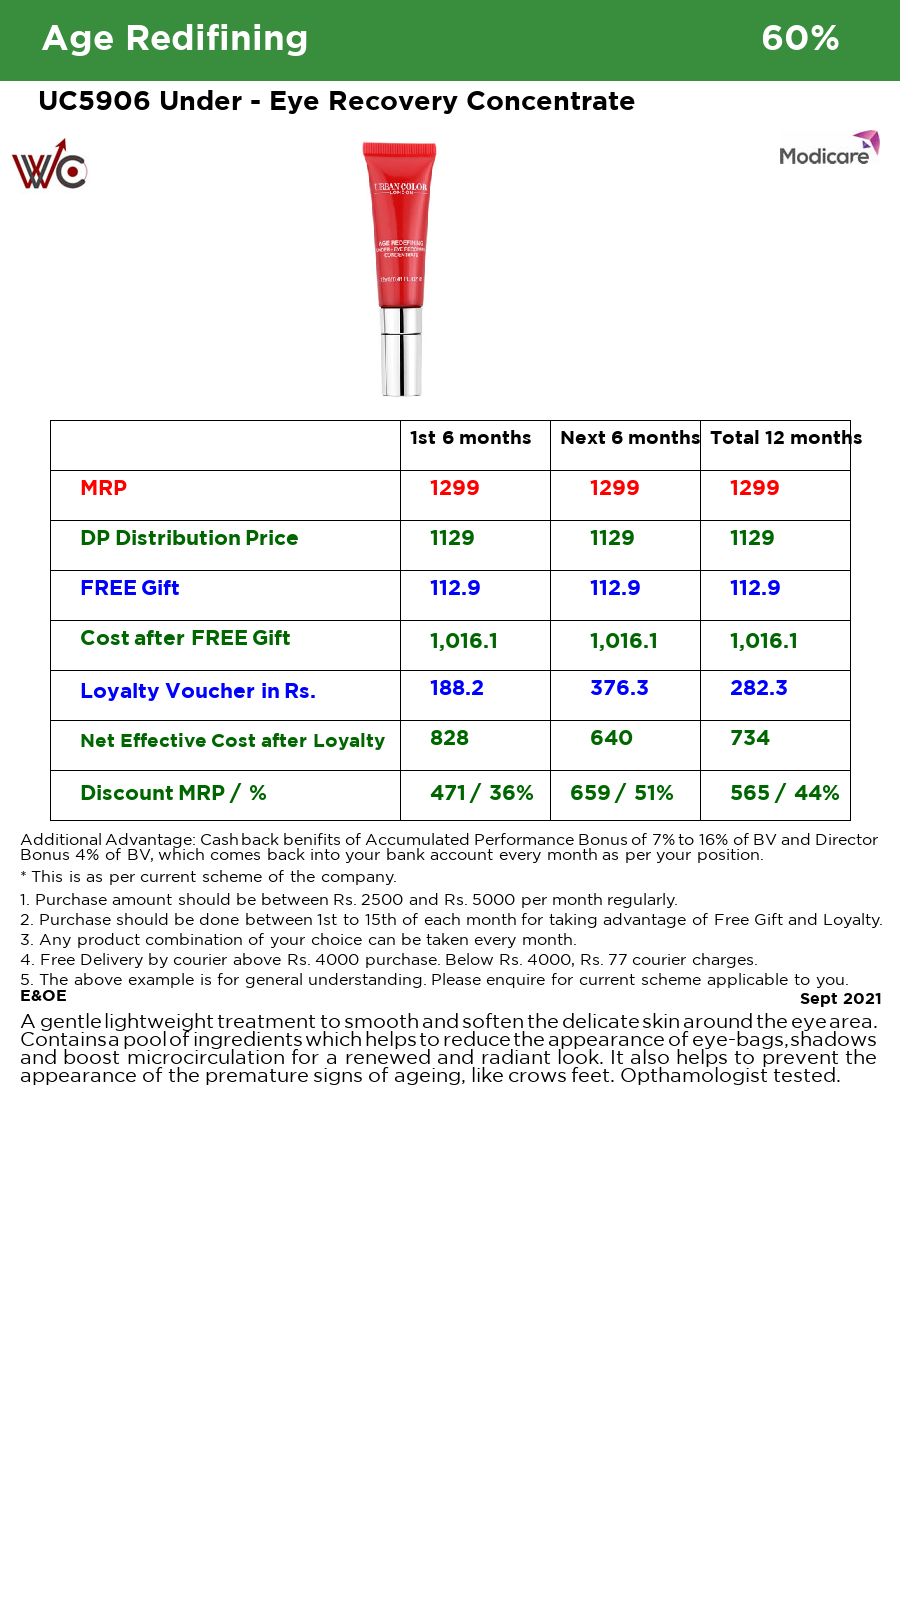 Age Redifining 60%
UC5906 Under - Eye Recovery Concentrate
WC
Modicare
URBAN COLOR
LONDON
AGE REDEFINING
CONCENTRATE
1st 6 months Next 6 months Total 12 months
MRP 1299 1299 1299
DP Distribution Price 1129 1129 1129
FREE Gift 112.9 112.9 112.9
Cost after FREE Gift 1,016.1 1,016.1 1,016.1
Loyalty Voucher in Rs. 188.2 376.3 282.3
Net Effective Cost after Loyalty 828 640 734
Discount MRP / % 471 / 36% 659 / 51% 565 / 44%
Additional Advantage: Cashback benifits of Accumulated Performance Bonus of 7% to 16% of BV and Director
Bonus 4% of BV, which comes back into your bank account every month as per your position.
* This is as per current scheme of the company.
1. Purchase amount should be between Rs. 2500 and Rs. 5000 per month regularly.
2. Purchase should be done between 1st to 15th of each month for taking advantage of Free Gift and Loyalty.
3. Any product combination of your choice can be taken every month.
4. Free Delivery by courier above Rs. 4000 purchase. Below Rs. 4000, Rs. 77 courier charges.
5. The above example is for general understanding. Please enquire for current scheme applicable to you.
E&OE Sept 2021
A gentle lightweight treatment to smooth and soften the delicate skin around the eye area.
Contains a pool of ingredients which helps to reduce the appearance of eye-bags, shadows
and boost microcirculation for a renewed and radiant look. It also helps to prevent the
appearance of the premature signs of ageing, like crows feet. Opthamologist tested.